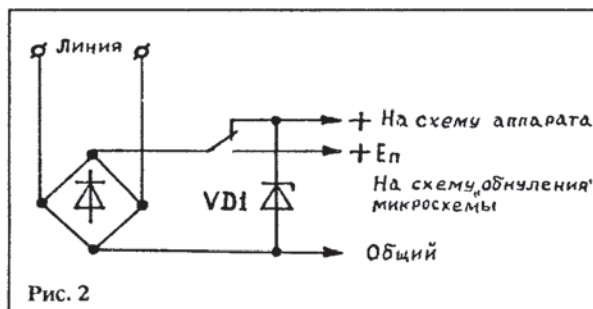 Линия
+ На схему аппарата
+ Еп
На схему „обнуления"
микросхемы
VD1
Общий
Рис. 2